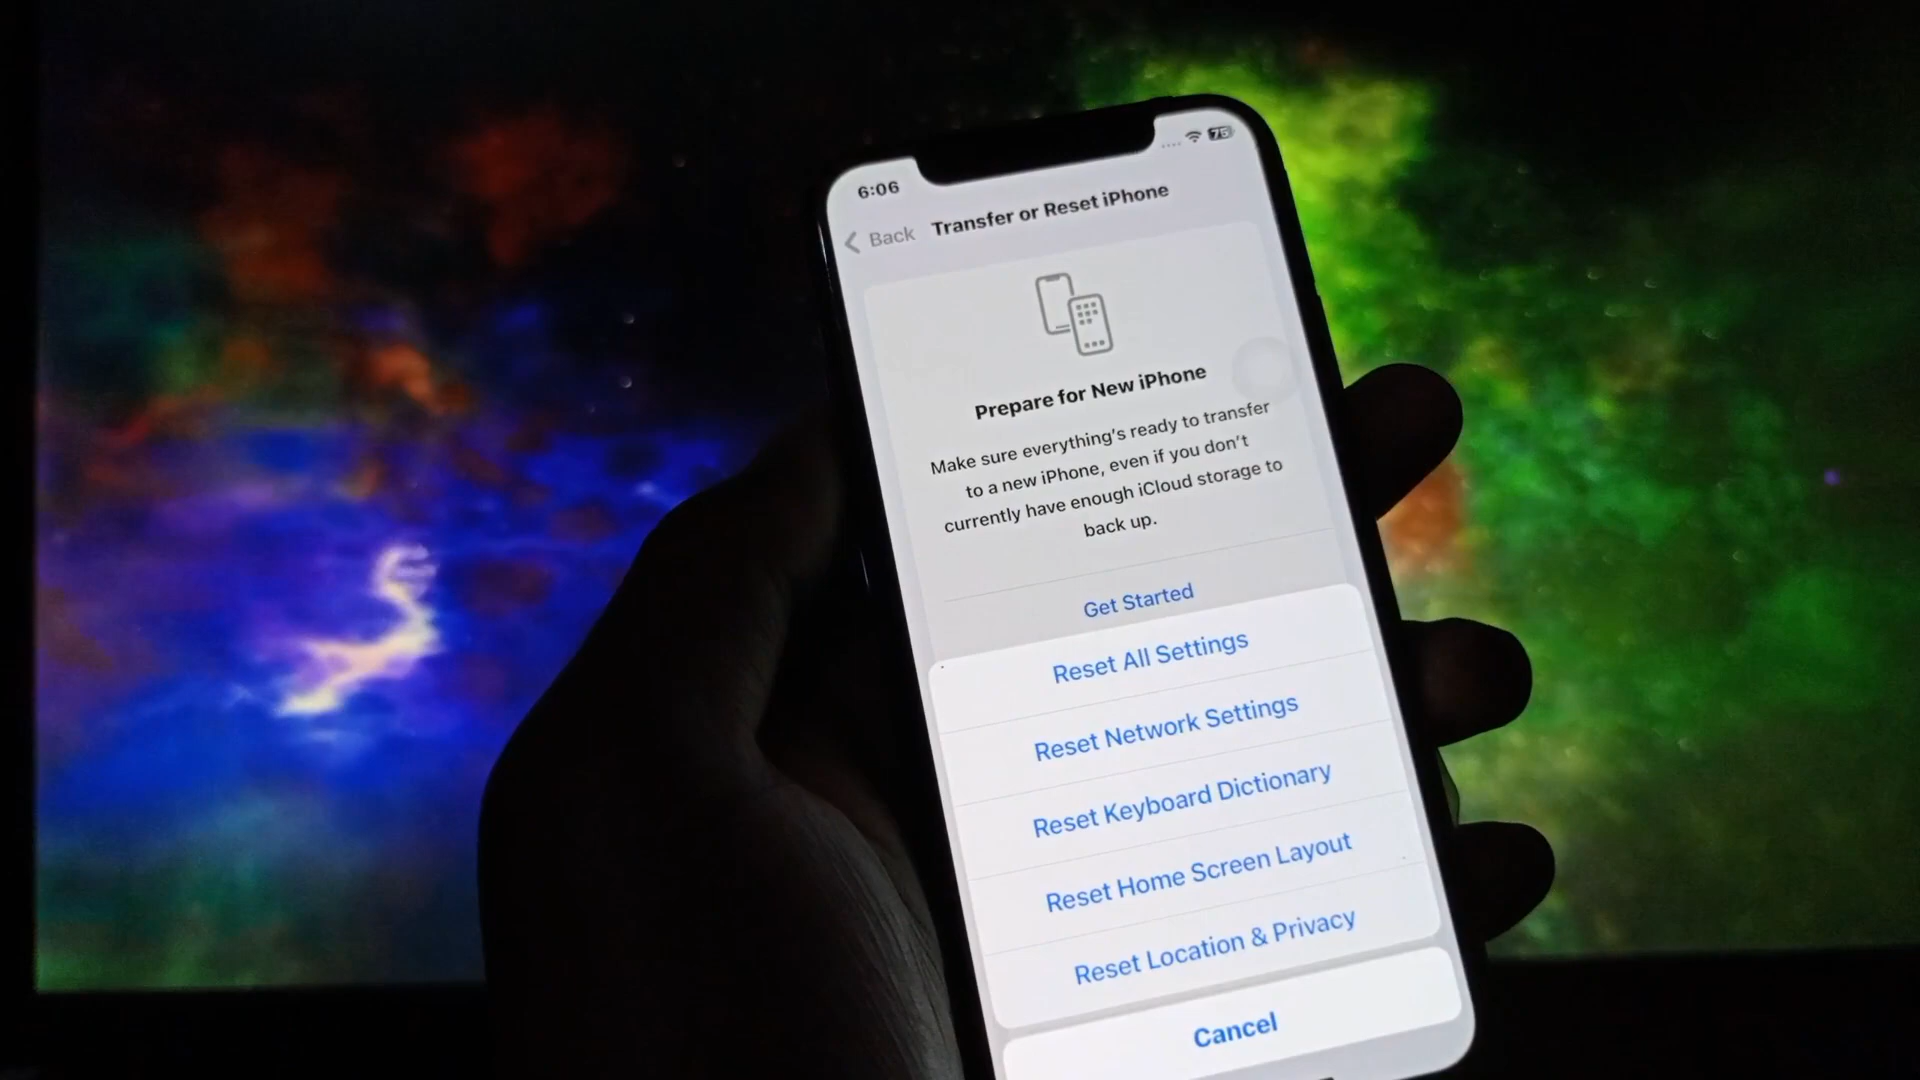 6:06
75
Back
Transfer or Reset iPhone
Prepare for New iPhone
Make sure everything's ready to transfer
to a new iPhone, even if you don't
currently have enough iCloud storage to
back up.
Get Started
Reset All Settings
Reset Network Settings
Reset Keyboard Dictionary
Reset Home Screen Layout
Reset Location & Privacy
Cancel